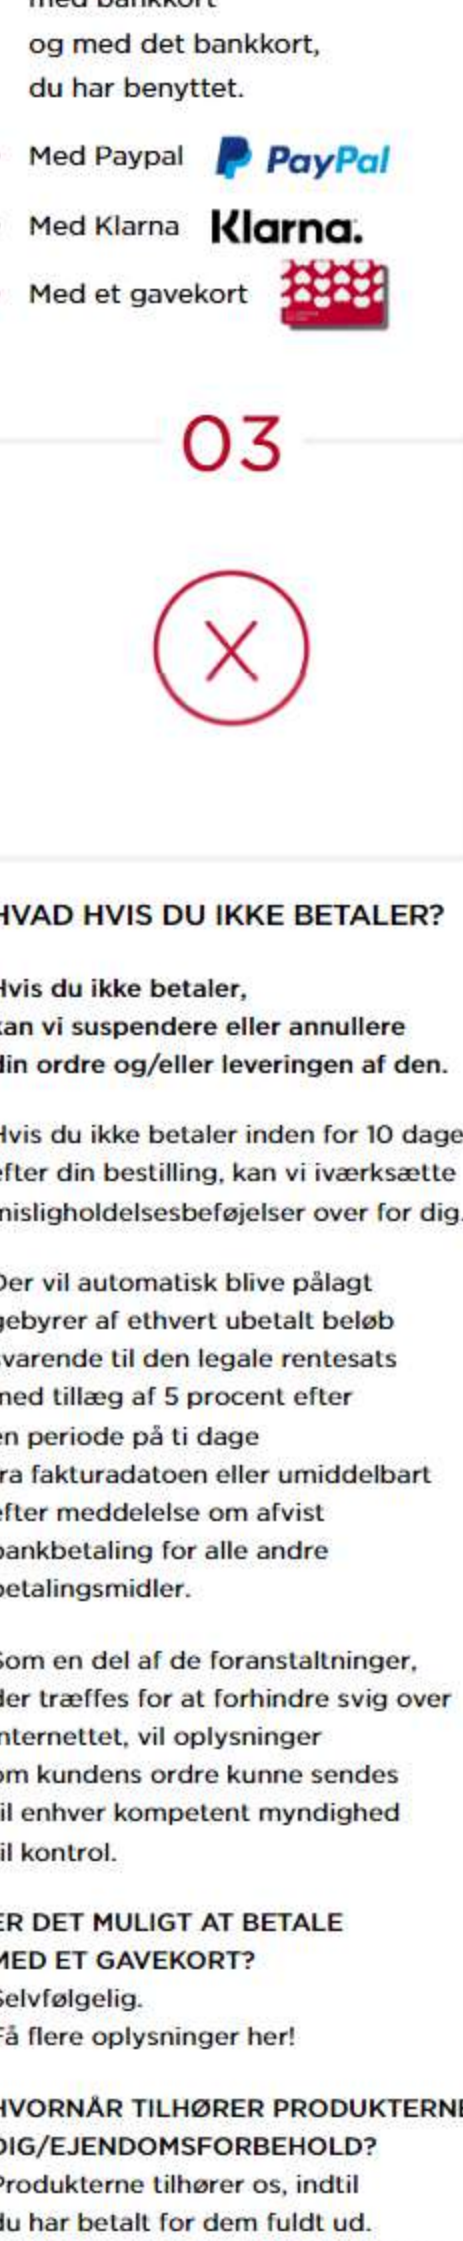 med bankkort
og med det bankkort,
du har benyttet.
Med Paypal PayPal
Med Klarna Klarna.
Med et gavekort
03
HVAD HVIS DU IKKE BETALER?
Hvis du ikke betaler,
kan vi suspendere eller annullere
din ordre og/eller leveringen af den.
Hvis du ikke betaler inden for 10 dage
efter din bestilling, kan vi iværksætte
misligholdelsesbeføjelser over for dig.
Der vil automatisk blive pålagt
gebyrer af ethvert ubetalt beløb
svarende til den legale rentesats
med tillæg af 5 procent efter
en periode på ti dage
fra fakturadatoen eller umiddelbart
efter meddelelse om afvist
bankbetaling for alle andre
betalingsmidler.
Som en del af de foranstaltninger,
der træffes for at forhindre svig over
internettet, vil oplysninger
om kundens ordre kunne sendes
til enhver kompetent myndighed
til kontrol.
ER DET MULIGT AT BETALE
MED ET GAVEKORT?
Selvfølgelig.
Få flere oplysninger her!
HVORNÅR TILHØRER PRODUKTERNE
DIG/EJENDOMSFORBEHOLD?
Produkterne tilhører os, indtil
du har betalt for dem fuldt ud.